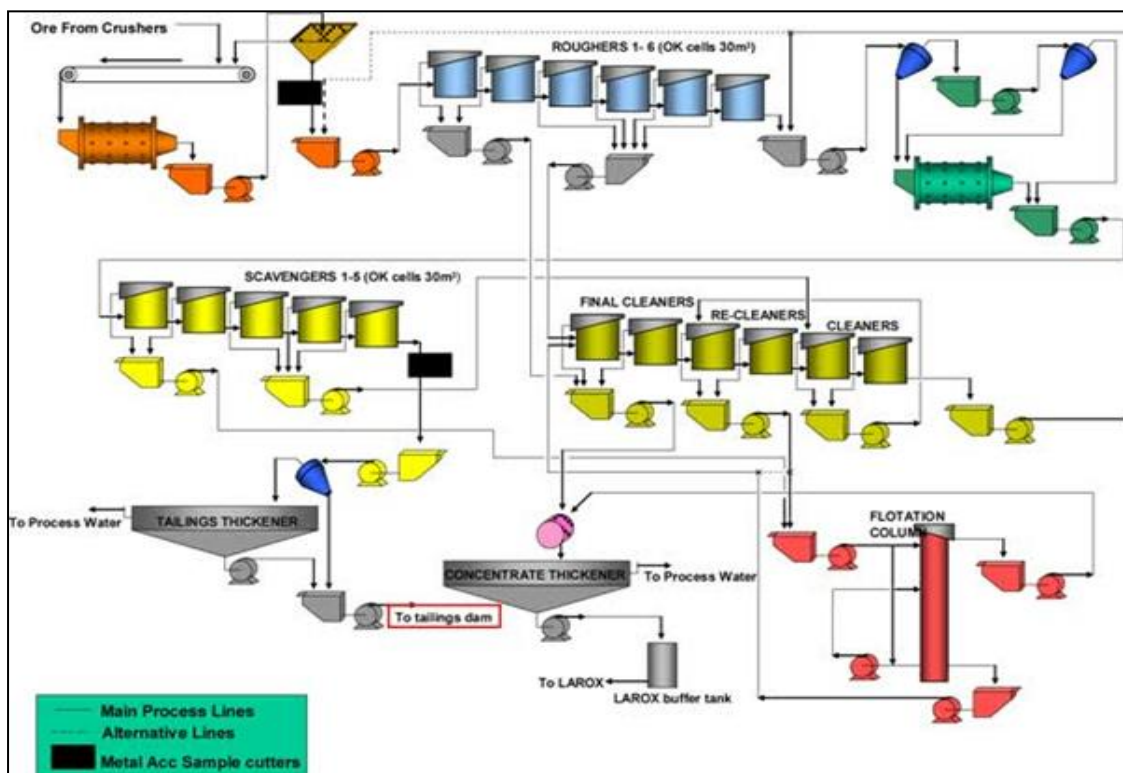 Ore From Crushers
ROUGHERS 1- 6 (OK cells 30m³)
SCAVENGERS 1-5 (OK cells 30m³)
FINAL CLEANERS
RE-CLEANERS
CLEANERS
To Process Water
TAILINGS THICKENER
CONCENTRATE THICKENER
To Process Water
FLOTATION
COLUMN
To tailings dam
To LAROX
LAROX buffer tank
Main Process Lines
Alternative Lines
Metal Acc Sample cutters